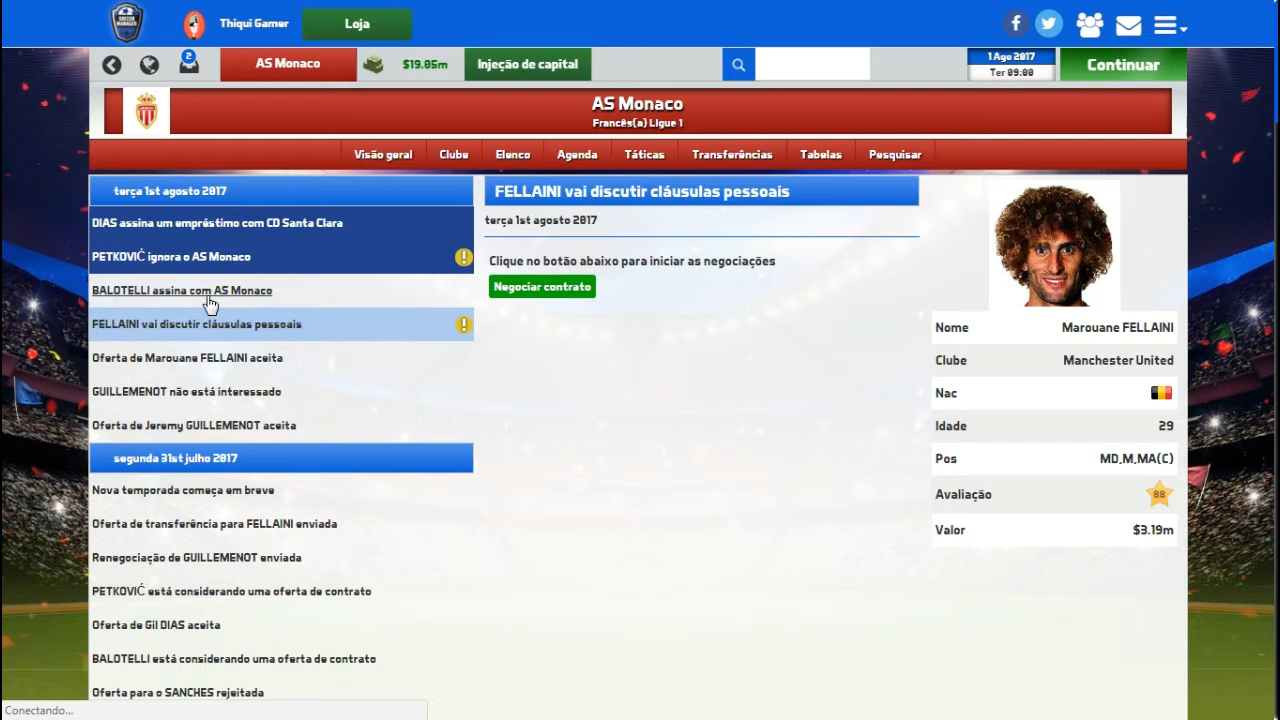 SOCCER MANAGER
Thiqui Gamer
Loja
2
AS Monaco
$19.05m
Injeção de capital
1 Ago 2017
Ter 09:00
Continuar
AS Monaco
Francês(a) Ligue 1
Visão geral
Clube
Elenco
Agenda
Táticas
Transferências
Tabelas
Pesquisar
terça 1st agosto 2017
DIAS assina um empréstimo com CD Santa Clara
PETKOVIĆ ignora o AS Monaco
BALOTELLI assina com AS Monaco
FELLAINI vai discutir cláusulas pessoais
Oferta de Marouane FELLAINI aceita
GUILLEMENOT não está interessado
Oferta de Jeremy GUILLEMENOT aceita
segunda 31st julho 2017
Nova temporada começa em breve
Oferta de transferência para FELLAINI enviada
Renegociação de GUILLEMENOT enviada
PETKOVIĆ está considerando uma oferta de contrato
Oferta de Gil DIAS aceita
BALOTELLI está considerando uma oferta de contrato
Oferta para o SANCHES rejeitada
FELLAINI vai discutir cláusulas pessoais
terça 1st agosto 2017
Clique no botão abaixo para iniciar as negociações
Negociar contrato
Nome Marouane FELLAINI
Clube Manchester United
Nac
Idade 29
Pos MD,M,MA(C)
Avaliação 88
Valor $3.19m
Conectando...